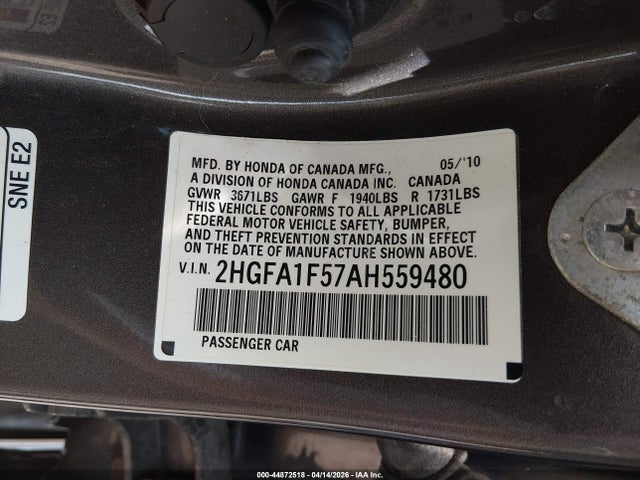 SNE E2
MFD. BY HONDA OF CANADA MFG., 05/'10
A DIVISION OF HONDA CANADA INC. CANADA
GVWR 3671LBS GAWR F 1940LBS R 1731LBS
THIS VEHICLE CONFORMS TO ALL APPLICABLE
FEDERAL MOTOR VEHICLE SAFETY, BUMPER,
AND THEFT PREVENTION STANDARDS IN EFFECT
ON THE DATE OF MANUFACTURE SHOWN ABOVE.
V.I.N. 2HGFA1F57AH559480
PASSENGER CAR
000-44872518 - 04/14/2026 - IAA Inc.